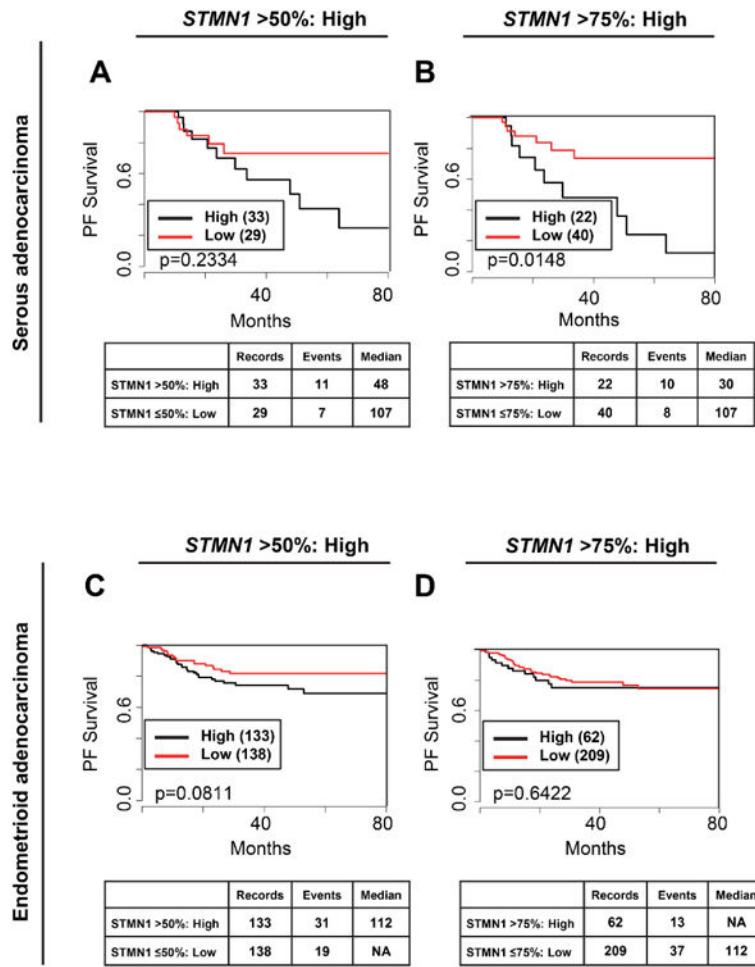 STMN1 >50%: High
STMN1 >75%: High
Serous adenocarcinoma
A
PF Survival
0.6
0.0
High (33)
Low (29)
p=0.2334
40
80
Months
Records Events Median
STMN1 >50%: High 33 11 48
STMN1 ≤50%: Low 29 7 107
B
PF Survival
0.6
0.0
High (22)
Low (40)
p=0.0148
40
80
Months
Records Events Median
STMN1 >75%: High 22 10 30
STMN1 ≤75%: Low 40 8 107
STMN1 >50%: High
STMN1 >75%: High
Endometrioid adenocarcinoma
C
PF Survival
0.6
0.0
High (133)
Low (138)
p=0.0811
40
80
Months
Records Events Median
STMN1 >50%: High 133 31 112
STMN1 ≤50%: Low 138 19 NA
D
PF Survival
0.6
0.0
High (62)
Low (209)
p=0.6422
40
80
Months
Records Events Median
STMN1 >75%: High 62 13 NA
STMN1 ≤75%: Low 209 37 112